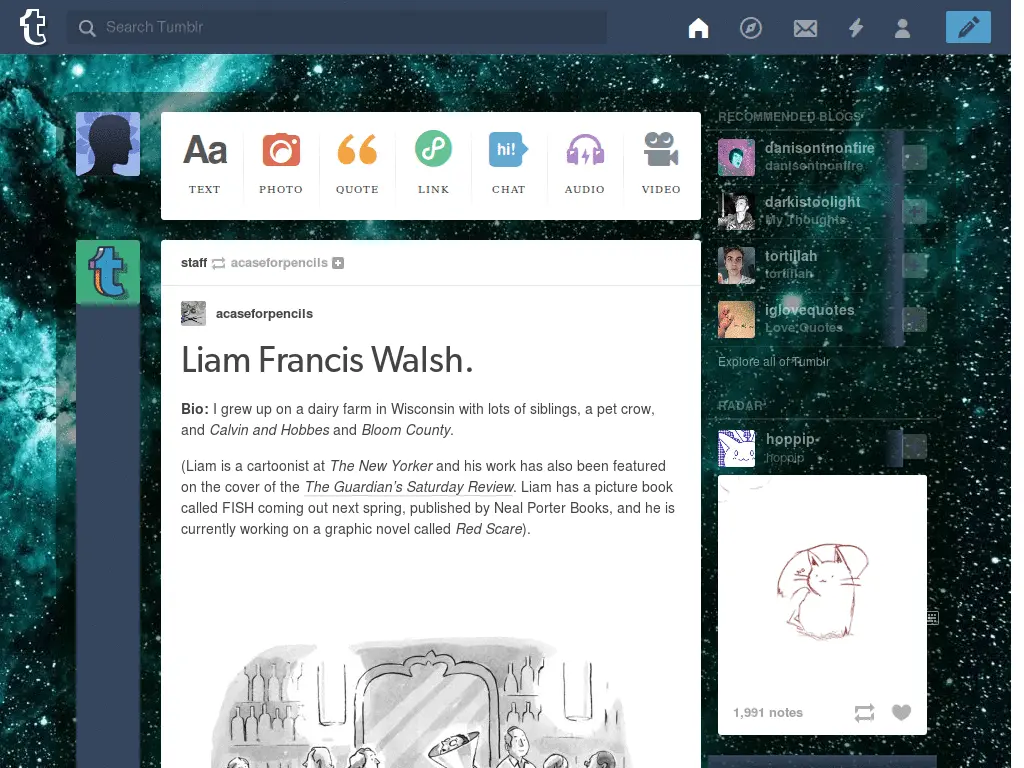 t
Search Tumblr
Aa
hi!
TEXT PHOTO QUOTE LINK CHAT AUDIO VIDEO
t
staff acaseforpencils
acaseforpencils
Liam Francis Walsh.
Bio: I grew up on a dairy farm in Wisconsin with lots of siblings, a pet crow,
and Calvin and Hobbes and Bloom County.
(Liam is a cartoonist at The New Yorker and his work has also been featured
on the cover of the The Guardian’s Saturday Review. Liam has a picture book
called FISH coming out next spring, published by Neal Porter Books, and he is
currently working on a graphic novel called Red Scare).
RECOMMENDED BLOGS
danisontnonfire
danisontnonfire
darkistoolight
My Thoughts
tortillah
tortillah
iglovequotes
Love Quotes
Explore all of Tumblr
RADAR
hoppip
hoppip
1,991 notes